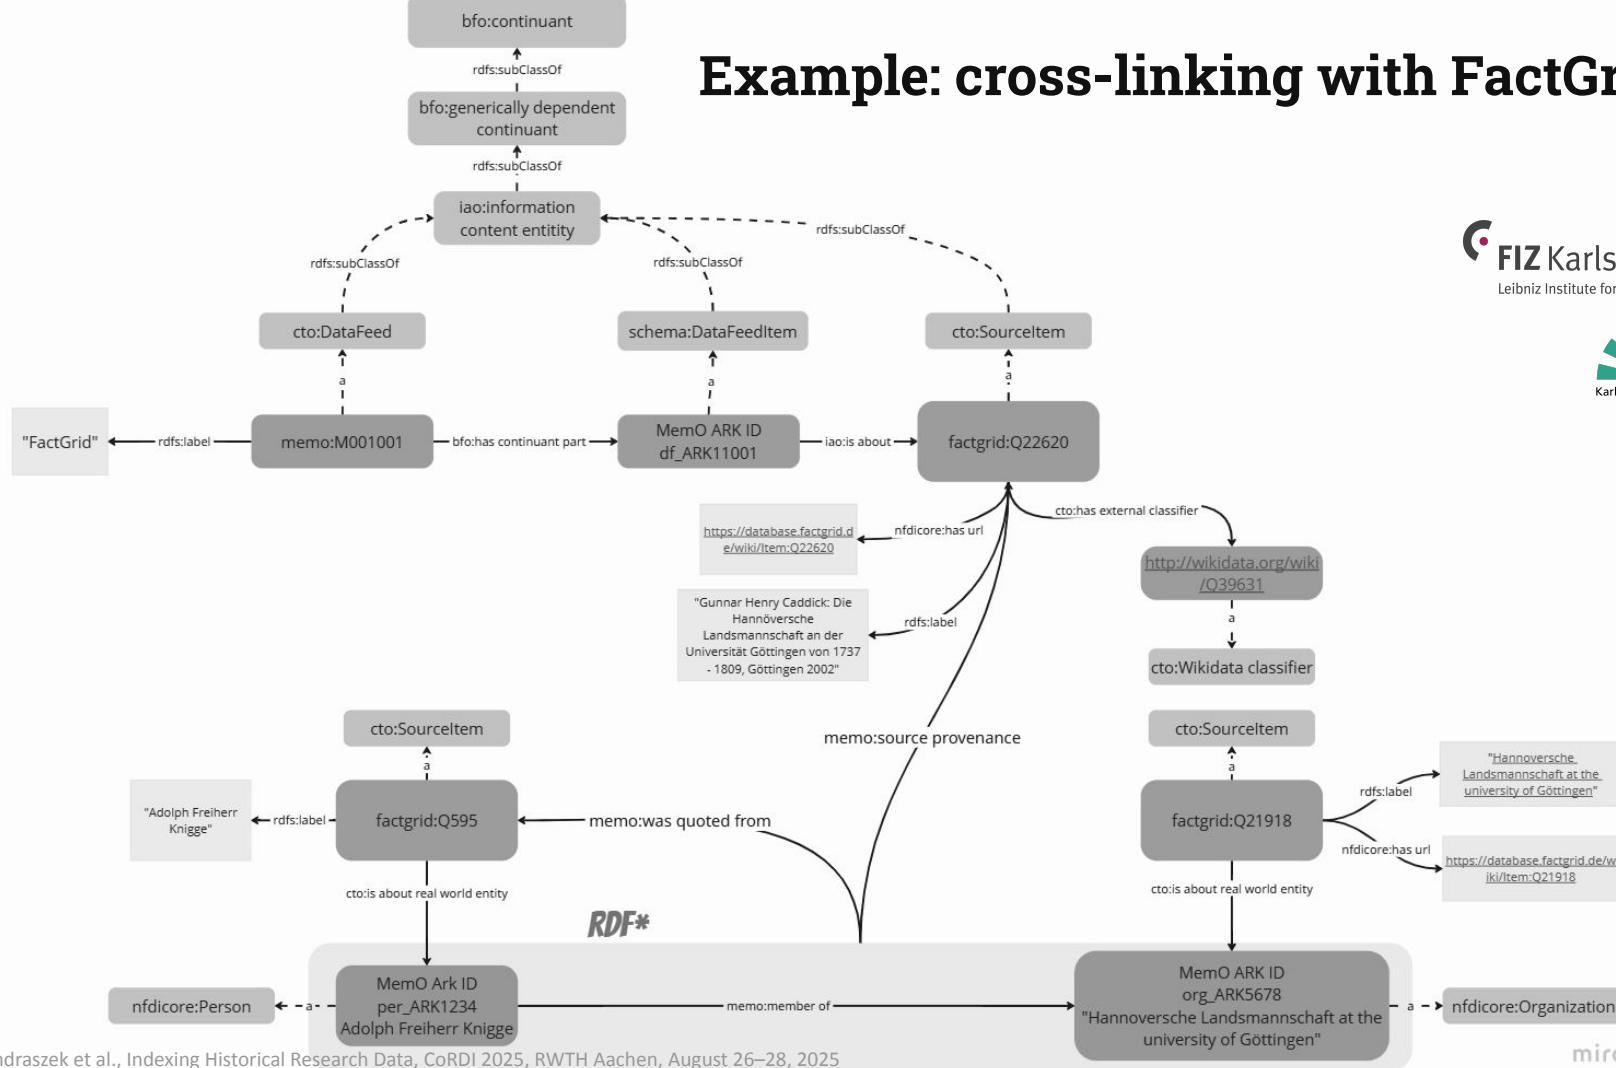 bfo:continuant
Example: cross-linking with FactGr
rdfs:subClassOf
bfo:generically dependent
continuant
rdfs:subClassOf
iao:information
content entitity
rdfs:subClassOf
rdfs:subClassOf
rdfs:subClassOf
FIZ Karls
Leibniz Institute for
cto:DataFeed
schema:DataFeedItem
cto:SourceItem
a
a
a
Karl
"FactGrid"
rdfs:label
memo:M001001
bfo:has continuant part
MemO ARK ID
df_ARK11001
iao:is about
factgrid:Q22620
https://database.factgrid.d
e/wiki/Item:Q22620
nfdicore:has url
cto:has external classifier
http://wikidata.org/wiki
/Q39631
"Gunnar Henry Caddick: Die
Hannöversche
Landsmannschaft an der
Universität Göttingen von 1737
- 1809, Göttingen 2002"
rdfs:label
a
cto:Wikidata classifier
cto:SourceItem
memo:source provenance
cto:SourceItem
a
a
"Adolph Freiherr
Knigge"
rdfs:label
factgrid:Q595
memo:was quoted from
factgrid:Q21918
rdfs:label
"Hannoversche
Landsmannschaft at the
university of Göttingen"
nfdicore:has url
https://database.factgrid.de/w
iki/Item:Q21918
cto:is about real world entity
cto:is about real world entity
RDF*
nfdicore:Person
a
MemO Ark ID
per_ARK1234
Adolph Freiherr Knigge
memo:member of
MemO ARK ID
org_ARK5678
"Hannoversche Landsmannschaft at the
university of Göttingen"
a
nfdicore:Organization
ndraszek et al., Indexing Historical Research Data, CoRDI 2025, RWTH Aachen, August 26–28, 2025
mir